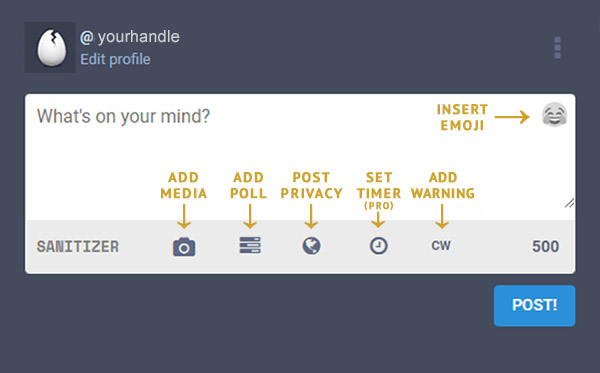 @ yourhandle
Edit profile
What's on your mind?
INSERT
EMOJI
ADD
MEDIA
ADD
POLL
POST
PRIVACY
SET
TIMER
(PRO)
ADD
WARNING
SANITIZER
CW
500
POST!